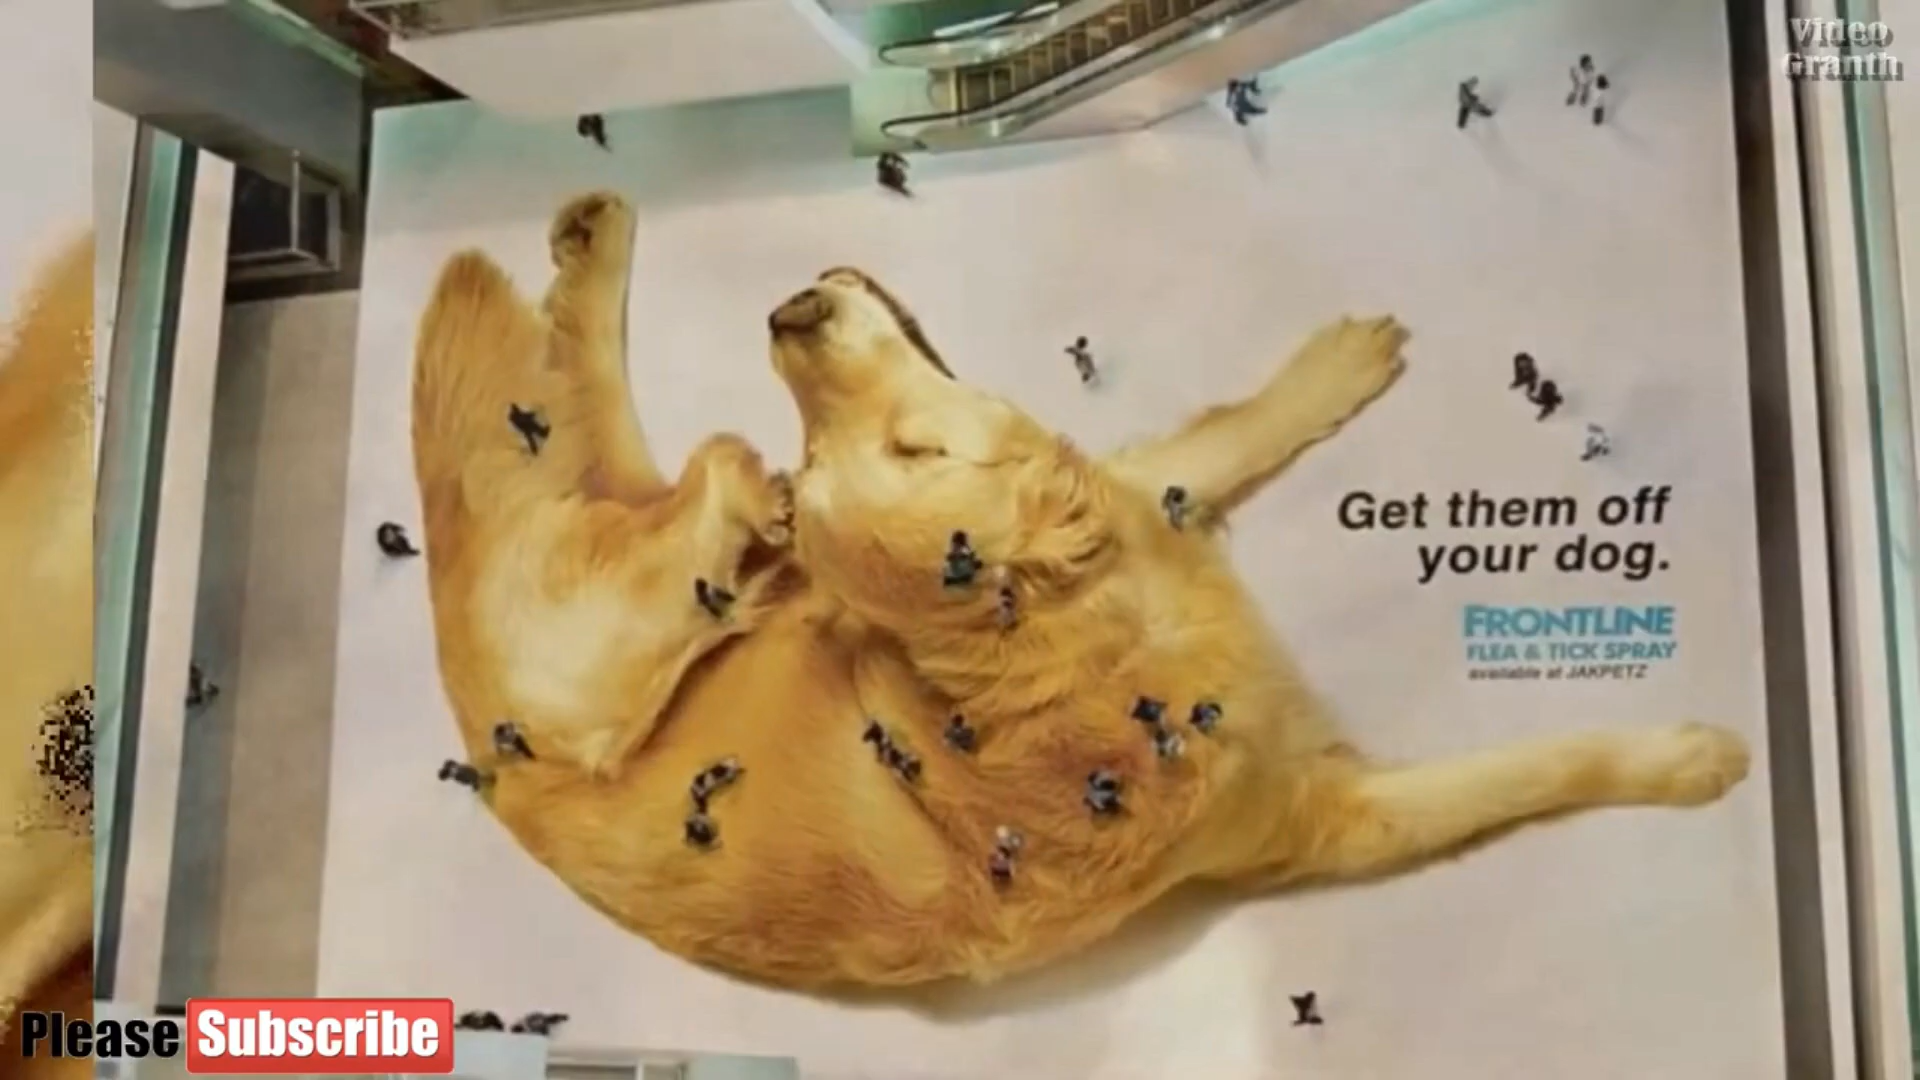 Video
Granth
Get them off
your dog.
FRONTLINE
FLEA & TICK SPRAY
available at JAKPETZ
Please Subscribe